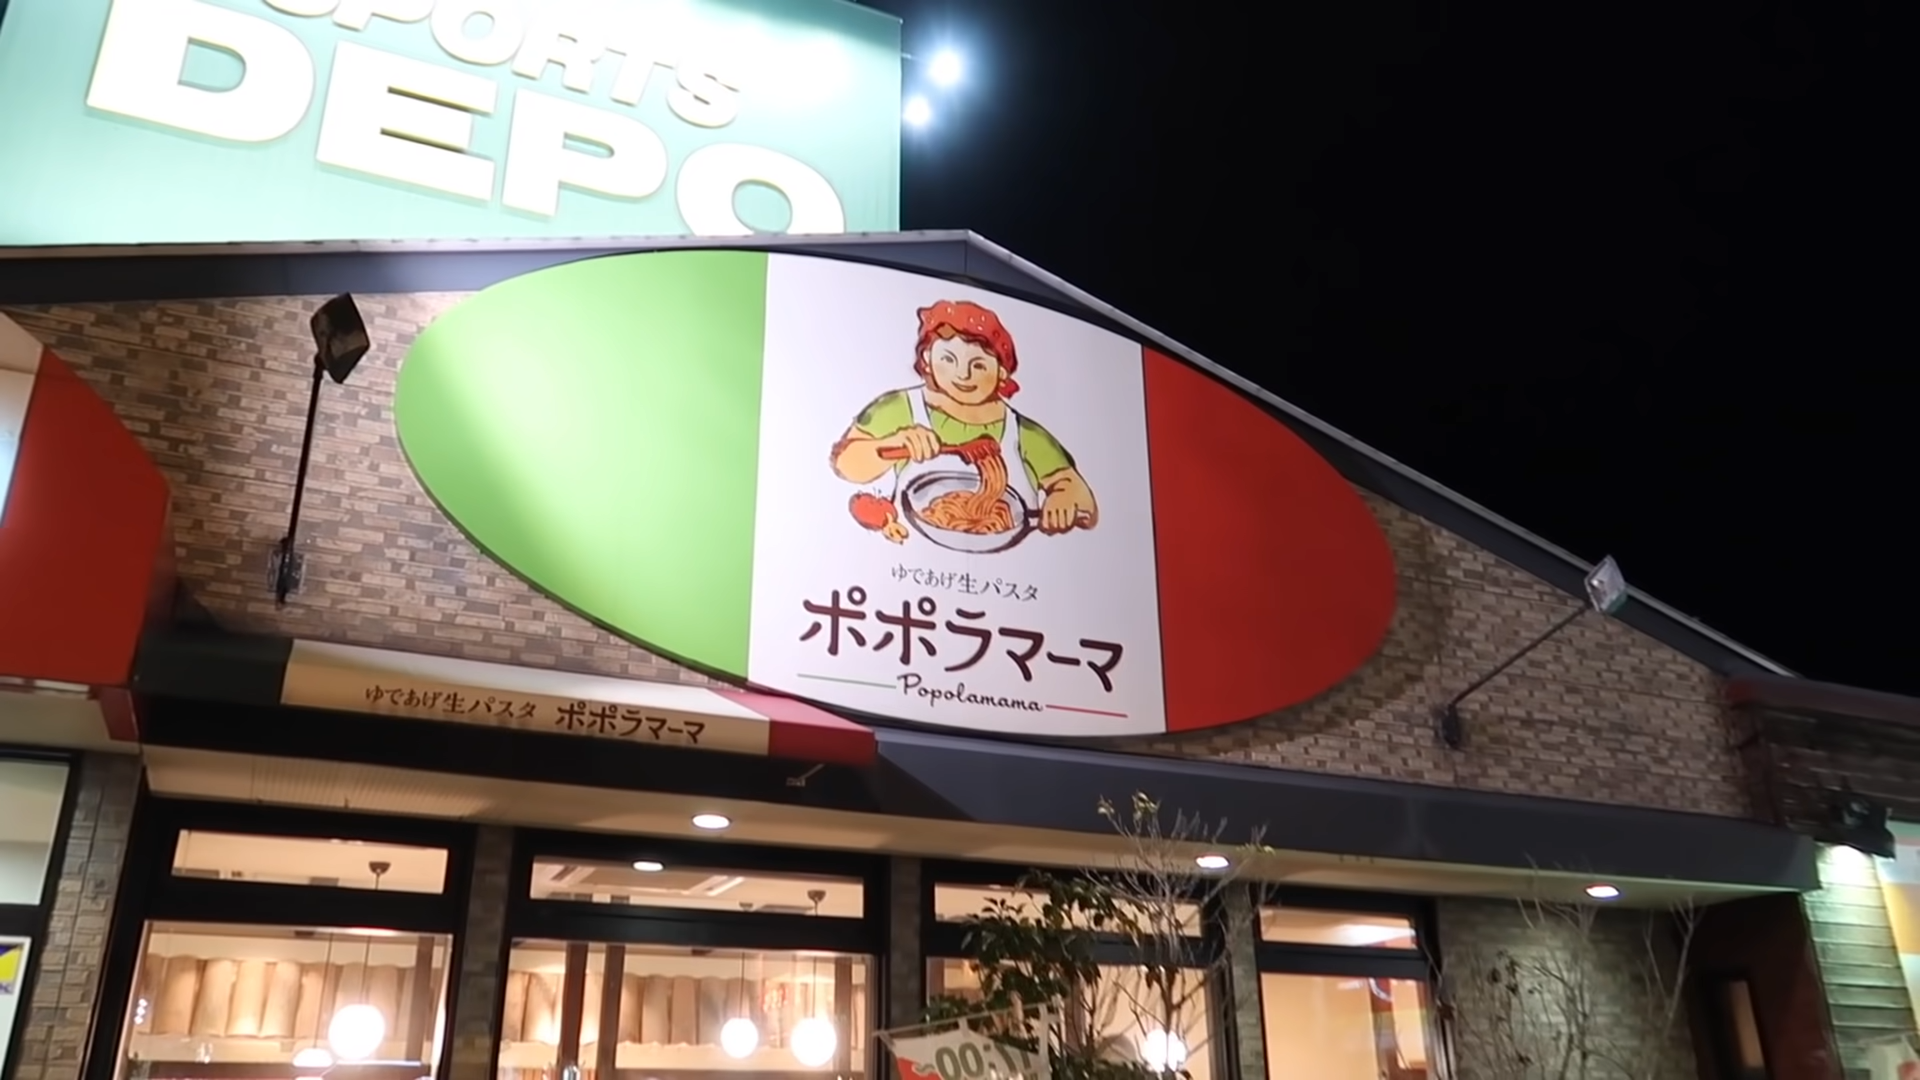 SPORTS
DEPO
ゆであげ生パスタ
ポポラマーマ
Popolamama
ゆであげ生パスタ ポポラマーマ